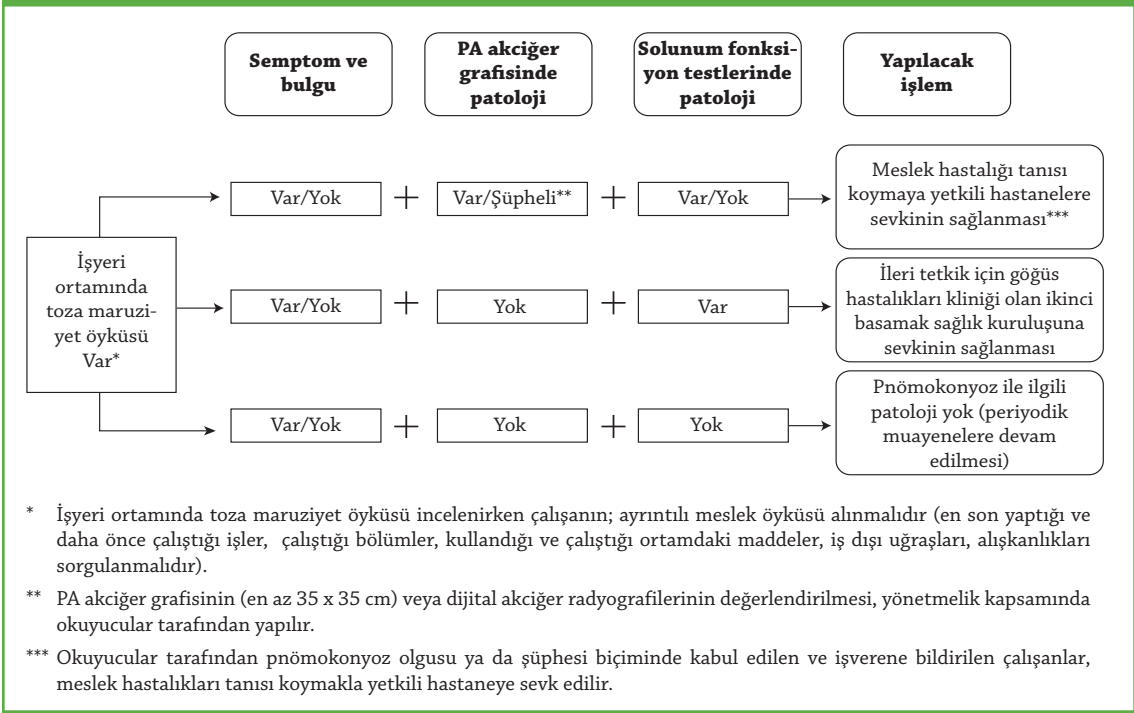 Semptom ve
bulgu
PA akciğer
grafisinde
patoloji
Solunum fonksi-
yon testlerinde
patoloji
Yapılacak
işlem
İşyeri
ortamında
toza maruzi-
yet öyküsü
Var*
Var/Yok
+
Var/Şüpheli**
+
Var/Yok
Meslek hastalığı tanısı
koymaya yetkili hastanelere
sevkinin sağlanması***
Var/Yok
+
Yok
+
Var
İleri tetkik için göğüs
hastalıkları kliniği olan ikinci
basamak sağlık kuruluşuna
sevkinin sağlanması
Var/Yok
+
Yok
+
Yok
Pnömokonyoz ile ilgili
patoloji yok (periyodik
muayenelere devam
edilmesi)
* İşyeri ortamında toza maruziyet öyküsü incelenirken çalışanın; ayrıntılı meslek öyküsü alınmalıdır (en son yaptığı ve
daha önce çalıştığı işler, çalıştığı bölümler, kullandığı ve çalıştığı ortamdaki maddeler, iş dışı uğraşları, alışkanlıkları
sorgulanmalıdır).
** PA akciğer grafisinin (en az 35 x 35 cm) veya dijital akciğer radyografilerinin değerlendirilmesi, yönetmelik kapsamında
okuyucular tarafından yapılır.
*** Okuyucular tarafından pnömokonyoz olgusu ya da şüphesi biçiminde kabul edilen ve işverene bildirilen çalışanlar,
meslek hastalıkları tanısı koymakla yetkili hastaneye sevk edilir.